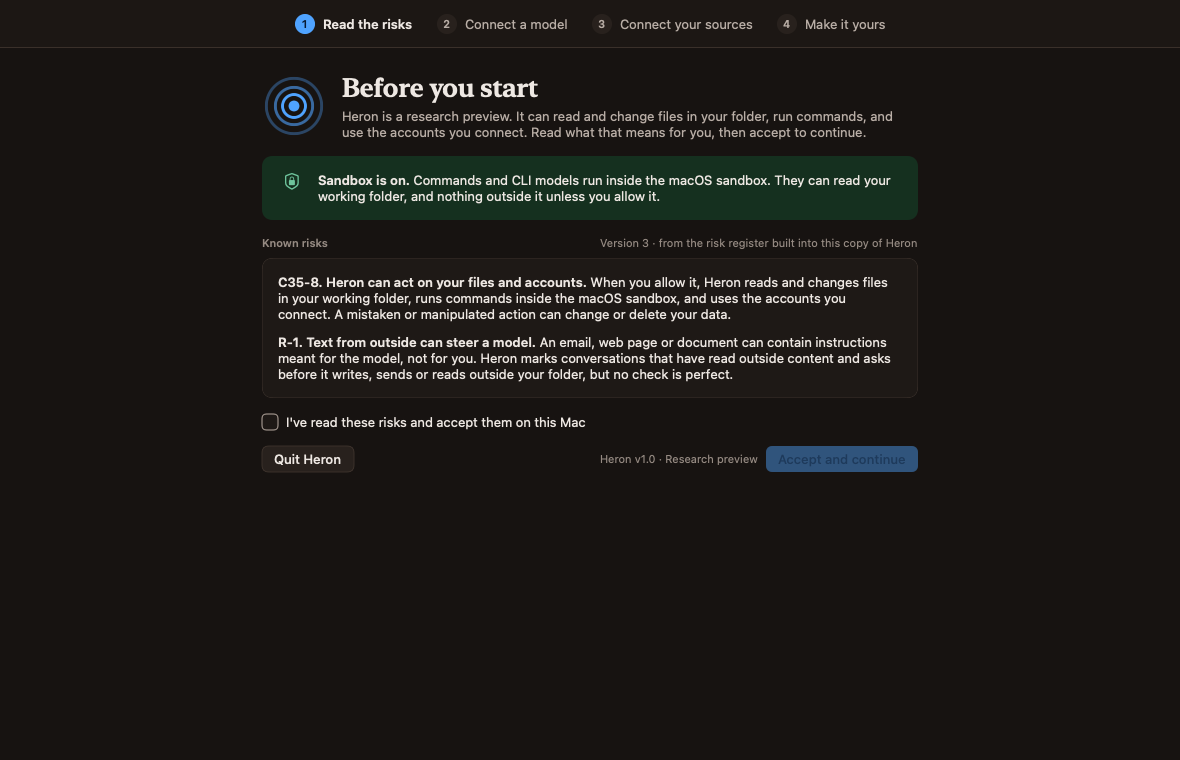 1 Read the risks 2 Connect a model 3 Connect your sources 4 Make it yours
Before you start
Heron is a research preview. It can read and change files in your folder, run commands, and
use the accounts you connect. Read what that means for you, then accept to continue.
Sandbox is on. Commands and CLI models run inside the macOS sandbox. They can read your
working folder, and nothing outside it unless you allow it.
Known risks Version 3 · from the risk register built into this copy of Heron
C35-8. Heron can act on your files and accounts. When you allow it, Heron reads and changes files
in your working folder, runs commands inside the macOS sandbox, and uses the accounts you
connect. A mistaken or manipulated action can change or delete your data.
R-1. Text from outside can steer a model. An email, web page or document can contain instructions
meant for the model, not for you. Heron marks conversations that have read outside content and asks
before it writes, sends or reads outside your folder, but no check is perfect.
I've read these risks and accept them on this Mac
Quit Heron Heron v1.0 · Research preview Accept and continue